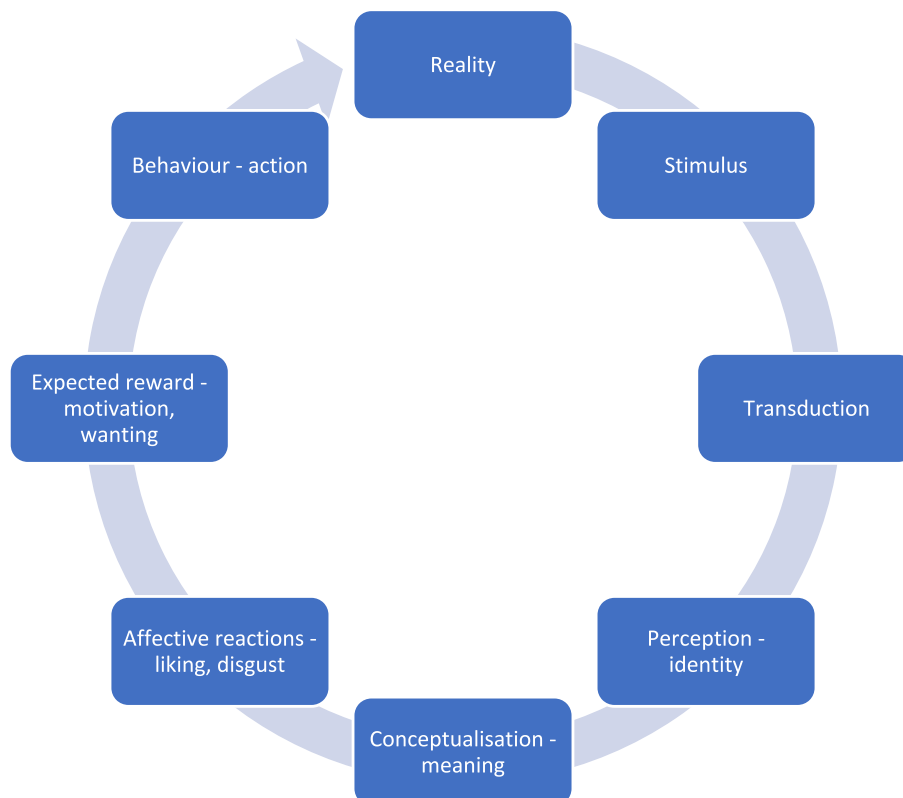 Reality
Stimulus
Transduction
Perception -
identity
Conceptualisation -
meaning
Affective reactions -
liking, disgust
Expected reward -
motivation,
wanting
Behaviour - action